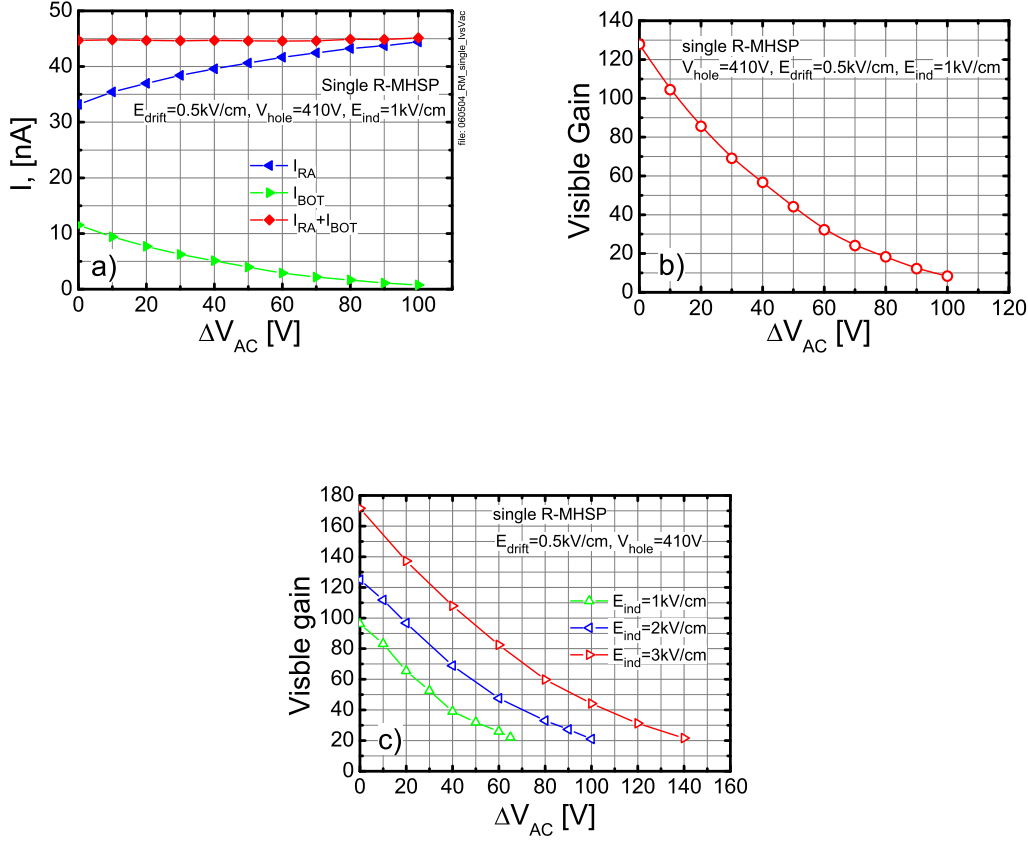 50
45
40
30
20
10
0
I, [nA]
Single R-MHSP
E_drift=0.5kV/cm, V_hole=410V, E_ind=1kV/cm
I_RA
I_BOT
I_RA+I_BOT
a)
0 20 40 60 80 100
ΔV_AC [V]
file: 060504_RM_single_IvsVac
140
120
100
80
60
40
20
0
Visible Gain
single R-MHSP
V_hole=410V, E_drift=0.5kV/cm, E_ind=1kV/cm
b)
0 20 40 60 80 100 120
ΔV_AC [V]
180
160
140
120
100
80
60
40
20
0
Visble gain
single R-MHSP
E_drift=0.5kV/cm, V_hole=410V
E_ind=1kV/cm
E_ind=2kV/cm
E_ind=3kV/cm
c)
0 20 40 60 80 100 120 140 160
ΔV_AC [V]